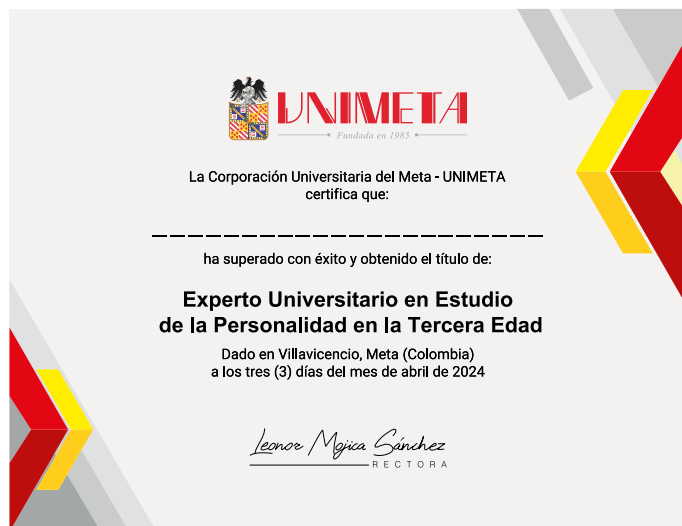 UNIMETA
Fundada en 1985
La Corporación Universitaria del Meta - UNIMETA
certifica que:
ha superado con éxito y obtenido el título de:
Experto Universitario en Estudio
de la Personalidad en la Tercera Edad
Dado en Villavicencio, Meta (Colombia)
a los tres (3) días del mes de abril de 2024
Leonor Mojica Sánchez
RECTORA